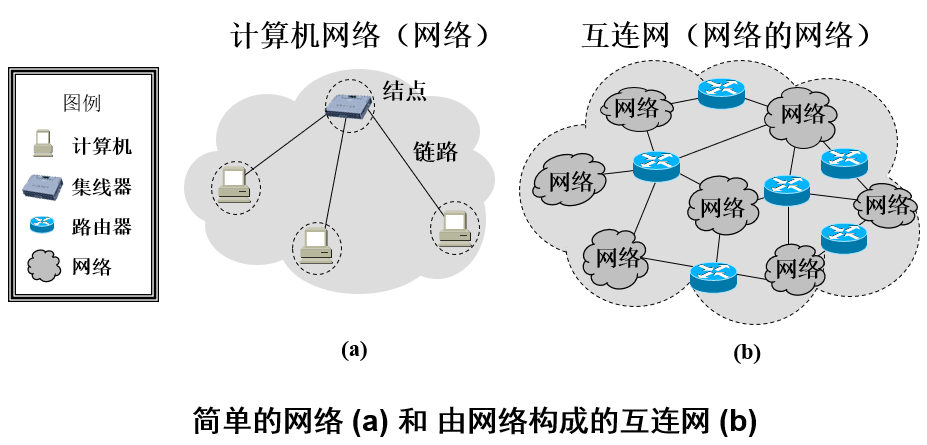 计算机网络（网络）
互连网（网络的网络）
图例
计算机
集线器
路由器
网络
结点
链路
(a)
网络
网络
网络
网络
网络
网络
网络
(b)
简单的网络 (a) 和 由网络构成的互连网 (b)